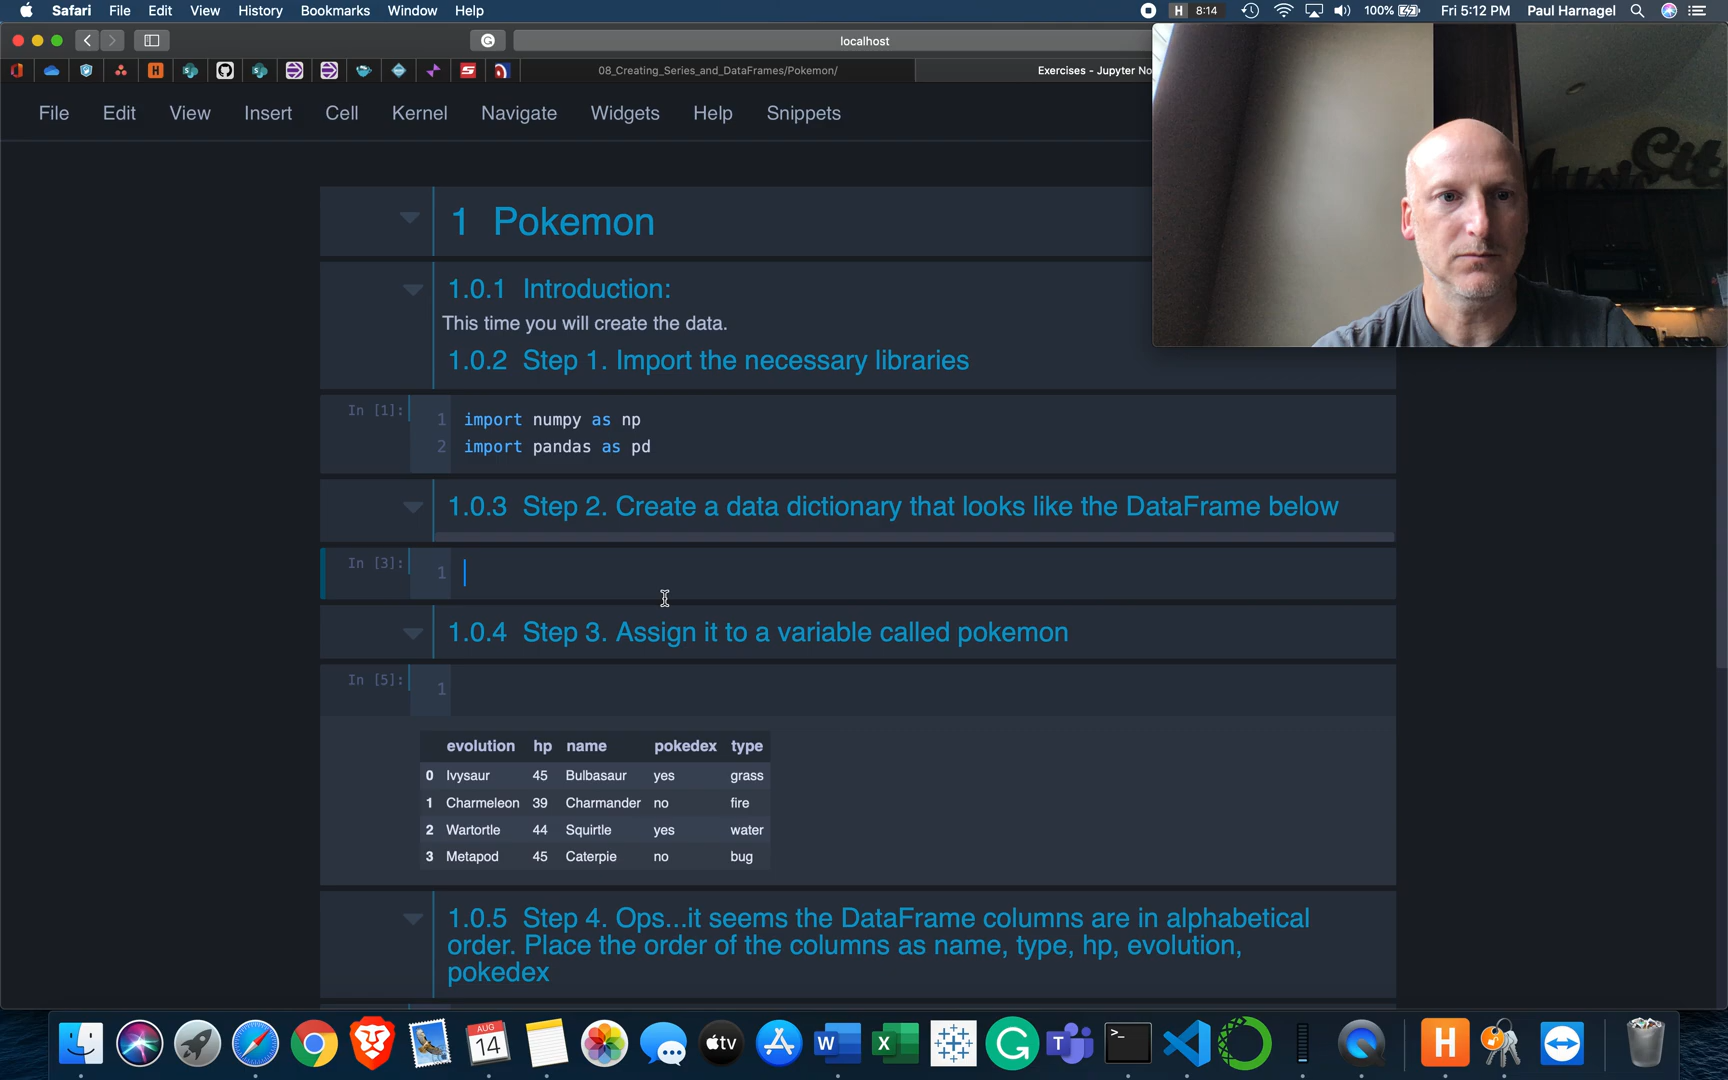 Safari File Edit View History Bookmarks Window Help
H 8:14 100% Fri 5:12 PM Paul Harnagel
localhost
08_Creating_Series_and_DataFrames/Pokemon/
Exercises - Jupyter No
File Edit View Insert Cell Kernel Navigate Widgets Help Snippets
1 Pokemon
1.0.1 Introduction:
This time you will create the data.
1.0.2 Step 1. Import the necessary libraries
In [1]:
1 import numpy as np
2 import pandas as pd
1.0.3 Step 2. Create a data dictionary that looks like the DataFrame below
In [3]:
1
1.0.4 Step 3. Assign it to a variable called pokemon
In [5]:
1
evolution hp name pokedex type
0 Ivysaur 45 Bulbasaur yes grass
1 Charmeleon 39 Charmander no fire
2 Wartortle 44 Squirtle yes water
3 Metapod 45 Caterpie no bug
1.0.5 Step 4. Ops...it seems the DataFrame columns are in alphabetical
order. Place the order of the columns as name, type, hp, evolution,
pokedex
AUG
14
tv
W
X
G
T
>_
H